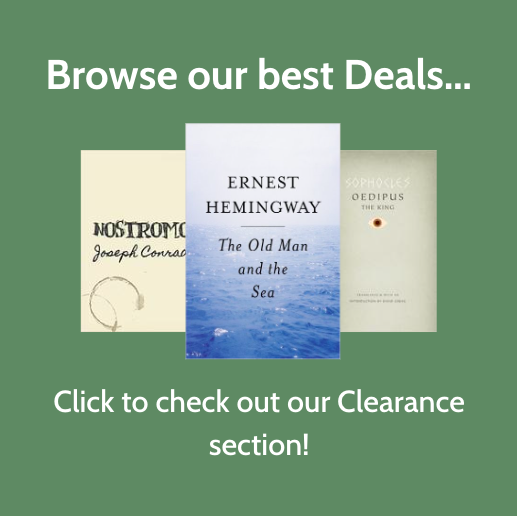 Browse our best Deals...
NOSTROMO
Joseph Conrad
ERNEST
HEMINGWAY
The Old Man
and the
Sea
SOPHOCLES
OEDIPUS
THE KING
Click to check out our Clearance
section!